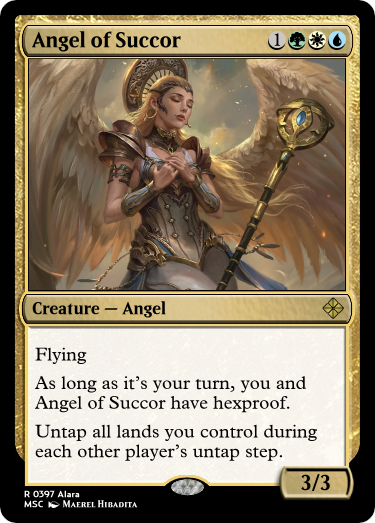 Angel of Succor 1
Creature — Angel
Flying
As long as it's your turn, you and
Angel of Succor have hexproof.
Untap all lands you control during
each other player's untap step.
3/3
R 0397 Alara
MSC Maerel Hibadita